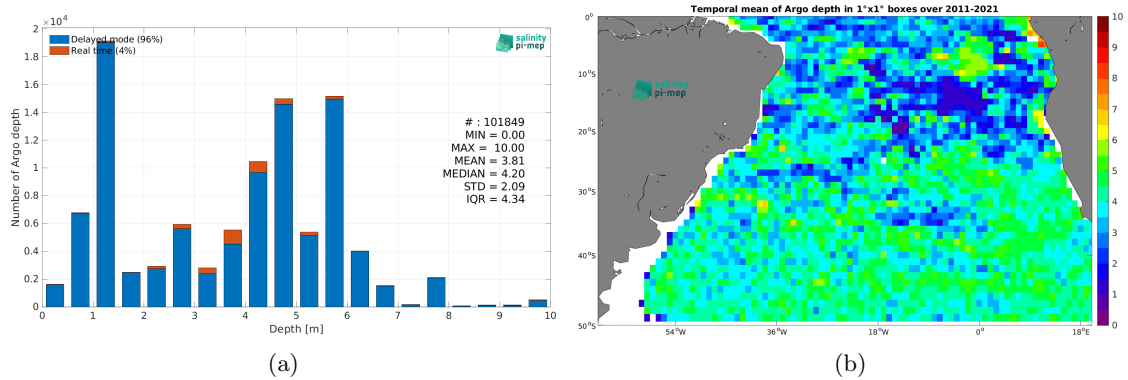 ×10⁴
Delayed mode (96%)
Real time (4%)
salinity
pi-mep
# : 101849
MIN = 0.00
MAX = 10.00
MEAN = 3.81
MEDIAN = 4.20
STD = 2.09
IQR = 4.34
Number of Argo depth
2
1.8
1.6
1.4
1.2
1
0.8
0.6
0.4
0.2
0
0 1 2 3 4 5 6 7 8 9 10
Depth [m]
(a)
Temporal mean of Argo depth in 1°x1° boxes over 2011-2021
salinity
pi-mep
0°
10°S
20°S
30°S
40°S
50°S
54°W 36°W 18°W 0° 18°E
10
9
8
7
6
5
4
3
2
1
0
(b)